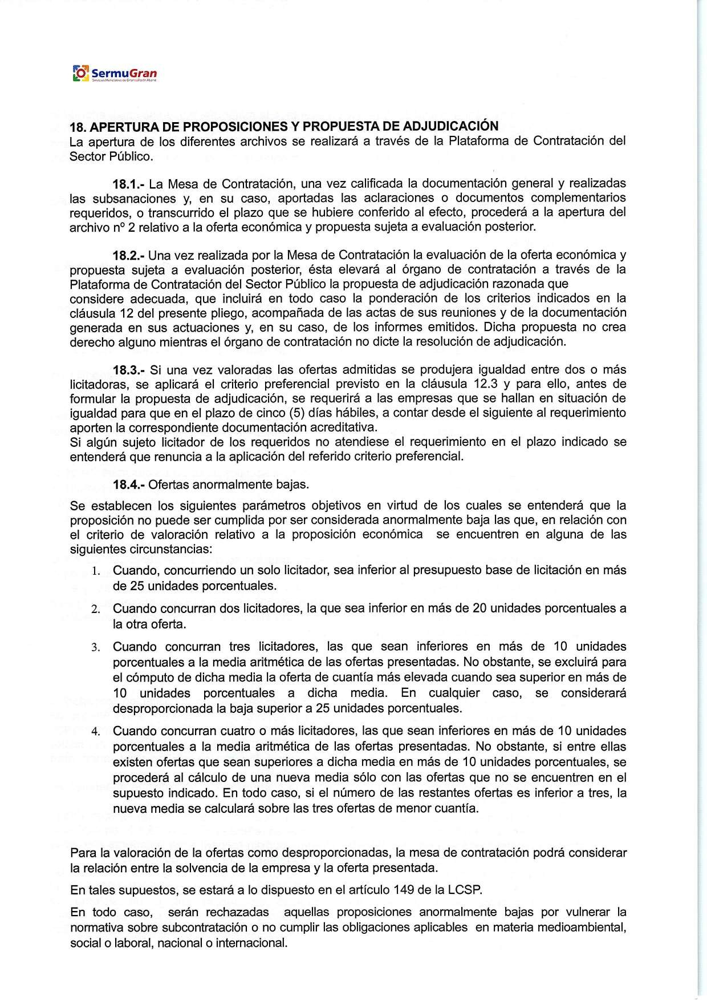 SermuGran
Servicios Municipales de Granadilla de Abona
18. APERTURA DE PROPOSICIONES Y PROPUESTA DE ADJUDICACIÓN
La apertura de los diferentes archivos se realizará a través de la Plataforma de Contratación del
Sector Público.
18.1.- La Mesa de Contratación, una vez calificada la documentación general y realizadas
las subsanaciones y, en su caso, aportadas las aclaraciones o documentos complementarios
requeridos, o transcurrido el plazo que se hubiere conferido al efecto, procederá a la apertura del
archivo nº 2 relativo a la oferta económica y propuesta sujeta a evaluación posterior.
18.2.- Una vez realizada por la Mesa de Contratación la evaluación de la oferta económica y
propuesta sujeta a evaluación posterior, ésta elevará al órgano de contratación a través de la
Plataforma de Contratación del Sector Público la propuesta de adjudicación razonada que
considere adecuada, que incluirá en todo caso la ponderación de los criterios indicados en la
cláusula 12 del presente pliego, acompañada de las actas de sus reuniones y de la documentación
generada en sus actuaciones y, en su caso, de los informes emitidos. Dicha propuesta no crea
derecho alguno mientras el órgano de contratación no dicte la resolución de adjudicación.
18.3.- Si una vez valoradas las ofertas admitidas se produjera igualdad entre dos o más
licitadoras, se aplicará el criterio preferencial previsto en la cláusula 12.3 y para ello, antes de
formular la propuesta de adjudicación, se requerirá a las empresas que se hallan en situación de
igualdad para que en el plazo de cinco (5) días hábiles, a contar desde el siguiente al requerimiento
aporten la correspondiente documentación acreditativa.
Si algún sujeto licitador de los requeridos no atendiese el requerimiento en el plazo indicado se
entenderá que renuncia a la aplicación del referido criterio preferencial.
18.4.- Ofertas anormalmente bajas.
Se establecen los siguientes parámetros objetivos en virtud de los cuales se entenderá que la
proposición no puede ser cumplida por ser considerada anormalmente baja las que, en relación con
el criterio de valoración relativo a la proposición económica se encuentren en alguna de las
siguientes circunstancias:
1. Cuando, concurriendo un solo licitador, sea inferior al presupuesto base de licitación en más
de 25 unidades porcentuales.
2. Cuando concurran dos licitadores, la que sea inferior en más de 20 unidades porcentuales a
la otra oferta.
3. Cuando concurran tres licitadores, las que sean inferiores en más de 10 unidades
porcentuales a la media aritmética de las ofertas presentadas. No obstante, se excluirá para
el cómputo de dicha media la oferta de cuantía más elevada cuando sea superior en más de
10 unidades porcentuales a dicha media. En cualquier caso, se considerará
desproporcionada la baja superior a 25 unidades porcentuales.
4. Cuando concurran cuatro o más licitadores, las que sean inferiores en más de 10 unidades
porcentuales a la media aritmética de las ofertas presentadas. No obstante, si entre ellas
existen ofertas que sean superiores a dicha media en más de 10 unidades porcentuales, se
procederá al cálculo de una nueva media sólo con las ofertas que no se encuentren en el
supuesto indicado. En todo caso, si el número de las restantes ofertas es inferior a tres, la
nueva media se calculará sobre las tres ofertas de menor cuantía.
Para la valoración de la ofertas como desproporcionadas, la mesa de contratación podrá considerar
la relación entre la solvencia de la empresa y la oferta presentada.
En tales supuestos, se estará a lo dispuesto en el artículo 149 de la LCSP.
En todo caso, serán rechazadas aquellas proposiciones anormalmente bajas por vulnerar la
normativa sobre subcontratación o no cumplir las obligaciones aplicables en materia medioambiental,
social o laboral, nacional o internacional.